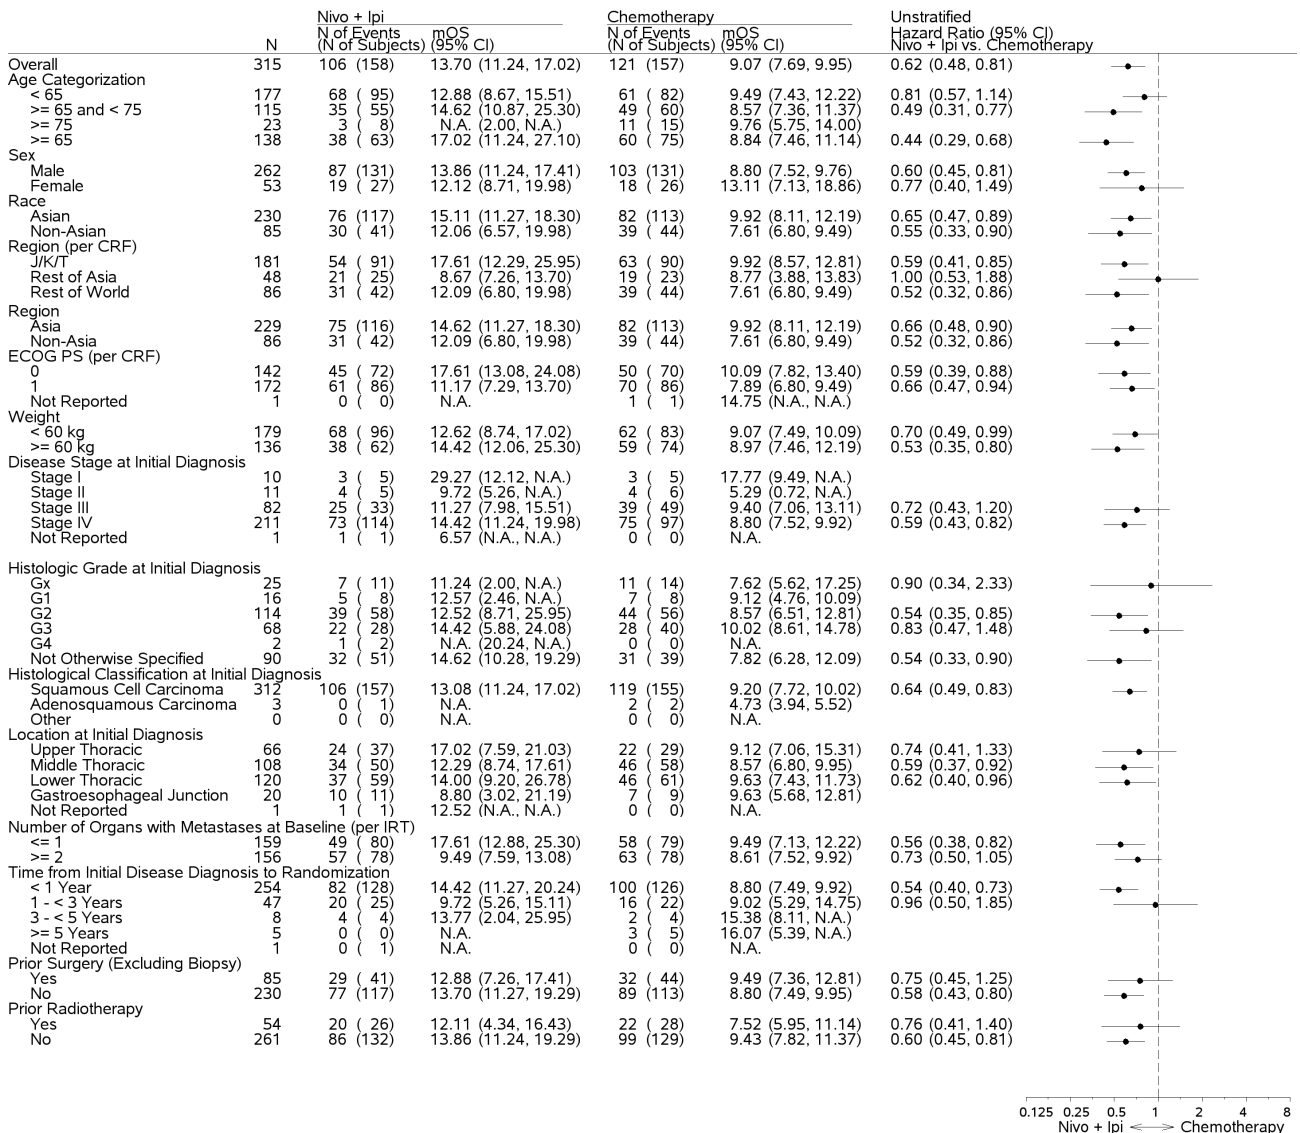 Nivo + Ipi Chemotherapy Unstratified
N of Events mOS N of Events mOS Hazard Ratio (95% CI)
N (N of Subjects) (95% CI) (N of Subjects) (95% CI) Nivo + Ipi vs. Chemotherapy
Overall 315 106 (158) 13.70 (11.24, 17.02) 121 (157) 9.07 (7.69, 9.95) 0.62 (0.48, 0.81)
Age Categorization
< 65 177 68 ( 95) 12.88 (8.67, 15.51) 61 ( 82) 9.49 (7.43, 12.22) 0.81 (0.57, 1.14)
>= 65 and < 75 115 35 ( 55) 14.62 (10.87, 25.30) 49 ( 60) 8.57 (7.36, 11.37) 0.49 (0.31, 0.77)
>= 75 23 3 ( 8) N.A. (2.00, N.A.) 11 ( 15) 9.76 (5.75, 14.00)
>= 65 138 38 ( 63) 17.02 (11.24, 27.10) 60 ( 75) 8.84 (7.46, 11.14) 0.44 (0.29, 0.68)
Sex
Male 262 87 (131) 13.86 (11.24, 17.41) 103 (131) 8.80 (7.52, 9.76) 0.60 (0.45, 0.81)
Female 53 19 ( 27) 12.12 (8.71, 19.98) 18 ( 26) 13.11 (7.13, 18.86) 0.77 (0.40, 1.49)
Race
Asian 230 76 (117) 15.11 (11.27, 18.30) 82 (113) 9.92 (8.11, 12.19) 0.65 (0.47, 0.89)
Non-Asian 85 30 ( 41) 12.06 (6.57, 19.98) 39 ( 44) 7.61 (6.80, 9.49) 0.55 (0.33, 0.90)
Region (per CRF)
J/K/T 181 54 ( 91) 17.61 (12.29, 25.95) 63 ( 90) 9.92 (8.57, 12.81) 0.59 (0.41, 0.85)
Rest of Asia 48 21 ( 25) 8.67 (7.26, 13.70) 19 ( 23) 8.77 (3.88, 13.83) 1.00 (0.53, 1.88)
Rest of World 86 31 ( 42) 12.09 (6.80, 19.98) 39 ( 44) 7.61 (6.80, 9.49) 0.52 (0.32, 0.86)
Region
Asia 229 75 (116) 14.62 (11.27, 18.30) 82 (113) 9.92 (8.11, 12.19) 0.66 (0.48, 0.90)
Non-Asia 86 31 ( 42) 12.09 (6.80, 19.98) 39 ( 44) 7.61 (6.80, 9.49) 0.52 (0.32, 0.86)
ECOG PS (per CRF)
0 142 45 ( 72) 17.61 (13.08, 24.08) 50 ( 70) 10.09 (7.82, 13.40) 0.59 (0.39, 0.88)
1 172 61 ( 86) 11.17 (7.29, 13.70) 70 ( 86) 7.89 (6.80, 9.49) 0.66 (0.47, 0.94)
Not Reported 1 0 ( 0) N.A. 1 ( 1) 14.75 (N.A., N.A.)
Weight
< 60 kg 179 68 ( 96) 12.62 (8.74, 17.02) 62 ( 83) 9.07 (7.49, 10.09) 0.70 (0.49, 0.99)
>= 60 kg 136 38 ( 62) 14.42 (12.06, 25.30) 59 ( 74) 8.97 (7.46, 12.19) 0.53 (0.35, 0.80)
Disease Stage at Initial Diagnosis
Stage I 10 3 ( 5) 29.27 (12.12, N.A.) 3 ( 5) 17.77 (9.49, N.A.)
Stage II 11 4 ( 5) 9.72 (5.26, N.A.) 4 ( 6) 5.29 (0.72, N.A.)
Stage III 82 25 ( 33) 11.27 (7.98, 15.51) 39 ( 49) 9.40 (7.06, 13.11) 0.72 (0.43, 1.20)
Stage IV 211 73 (114) 14.42 (11.24, 19.98) 75 ( 97) 8.80 (7.52, 9.92) 0.59 (0.43, 0.82)
Not Reported 1 1 ( 1) 6.57 (N.A., N.A.) 0 ( 0) N.A.
Histologic Grade at Initial Diagnosis
Gx 25 7 ( 11) 11.24 (2.00, N.A.) 11 ( 14) 7.62 (5.62, 17.25) 0.90 (0.34, 2.33)
G1 16 5 ( 8) 12.57 (2.46, N.A.) 7 ( 8) 9.12 (4.76, 10.09)
G2 114 39 ( 58) 12.52 (8.71, 25.95) 44 ( 56) 8.57 (6.51, 12.81) 0.54 (0.35, 0.85)
G3 68 22 ( 28) 14.42 (5.88, 24.08) 28 ( 40) 10.02 (8.61, 14.78) 0.83 (0.47, 1.48)
G4 2 1 ( 2) N.A. (20.24, N.A.) 0 ( 0) N.A.
Not Otherwise Specified 90 32 ( 51) 14.62 (10.28, 19.29) 31 ( 39) 7.82 (6.28, 12.09) 0.54 (0.33, 0.90)
Histological Classification at Initial Diagnosis
Squamous Cell Carcinoma 312 106 (157) 13.08 (11.24, 17.02) 119 (155) 9.20 (7.72, 10.02) 0.64 (0.49, 0.83)
Adenosquamous Carcinoma 3 0 ( 1) N.A. 2 ( 2) 4.73 (3.94, 5.52)
Other 0 0 ( 0) N.A. 0 ( 0) N.A.
Location at Initial Diagnosis
Upper Thoracic 66 24 ( 37) 17.02 (7.59, 21.03) 22 ( 29) 9.12 (7.06, 15.31) 0.74 (0.41, 1.33)
Middle Thoracic 108 34 ( 50) 12.29 (8.74, 17.61) 46 ( 58) 8.57 (6.80, 9.95) 0.59 (0.37, 0.92)
Lower Thoracic 120 37 ( 59) 14.00 (9.20, 26.78) 46 ( 61) 9.63 (7.43, 11.73) 0.62 (0.40, 0.96)
Gastroesophageal Junction 20 10 ( 11) 8.80 (3.02, 21.19) 7 ( 9) 9.63 (5.68, 12.81)
Not Reported 1 1 ( 1) 12.52 (N.A., N.A.) 0 ( 0) N.A.
Number of Organs with Metastases at Baseline (per IRT)
<= 1 159 49 ( 80) 17.61 (12.88, 25.30) 58 ( 79) 9.49 (7.13, 12.22) 0.56 (0.38, 0.82)
>= 2 156 57 ( 78) 9.49 (7.59, 13.08) 63 ( 78) 8.61 (7.52, 9.92) 0.73 (0.50, 1.05)
Time from Initial Disease Diagnosis to Randomization
< 1 Year 254 82 (128) 14.42 (11.27, 20.24) 100 (126) 8.80 (7.49, 9.92) 0.54 (0.40, 0.73)
1 - < 3 Years 47 20 ( 25) 9.72 (5.26, 15.11) 16 ( 22) 9.02 (5.29, 14.75) 0.96 (0.50, 1.85)
3 - < 5 Years 8 4 ( 4) 13.77 (2.04, 25.95) 2 ( 4) 15.38 (8.11, N.A.)
>= 5 Years 5 0 ( 0) N.A. 3 ( 5) 16.07 (5.39, N.A.)
Not Reported 1 0 ( 1) N.A. 0 ( 0) N.A.
Prior Surgery (Excluding Biopsy)
Yes 85 29 ( 41) 12.88 (7.26, 17.41) 32 ( 44) 9.49 (7.36, 12.81) 0.75 (0.45, 1.25)
No 230 77 (117) 13.70 (11.27, 19.29) 89 (113) 8.80 (7.49, 9.95) 0.58 (0.43, 0.80)
Prior Radiotherapy
Yes 54 20 ( 26) 12.11 (4.34, 16.43) 22 ( 28) 7.52 (5.95, 11.14) 0.76 (0.41, 1.40)
No 261 86 (132) 13.86 (11.24, 19.29) 99 (129) 9.43 (7.82, 11.37) 0.60 (0.45, 0.81)
0.125 0.25 0.5 1 2 4 8
Nivo + Ipi <—> Chemotherapy